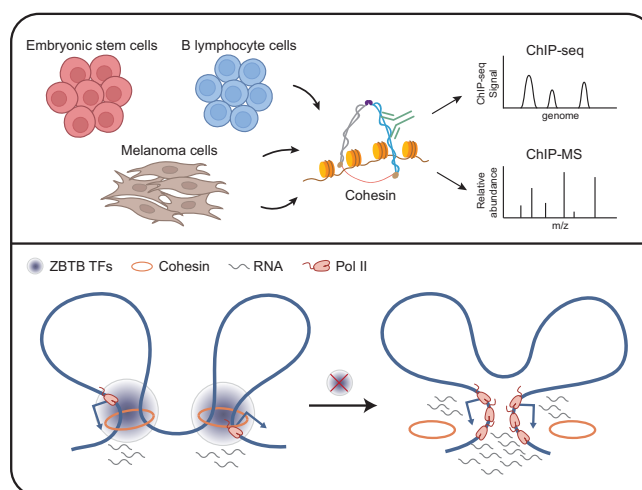 Embryonic stem cells
B lymphocyte cells
Melanoma cells
Cohesin
ChIP-seq
ChIP-seq
Signal
genome
ChIP-MS
Relative
abundance
m/z
ZBTB TFs
Cohesin
RNA
Pol II